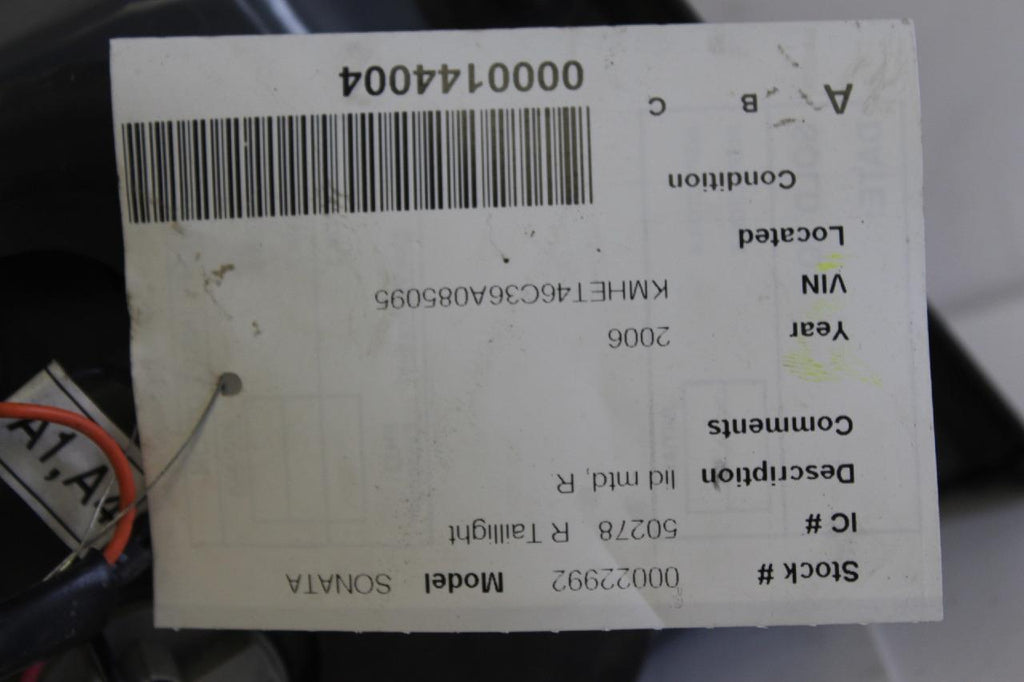 Stock # 00022992 Model SONATA
IC # 50278 R Taillight
Description lid mtd, R
Comments
Year 2006
VIN KMHET46C36A085095
Located
Condition
A B C
0000144004
A1, A4